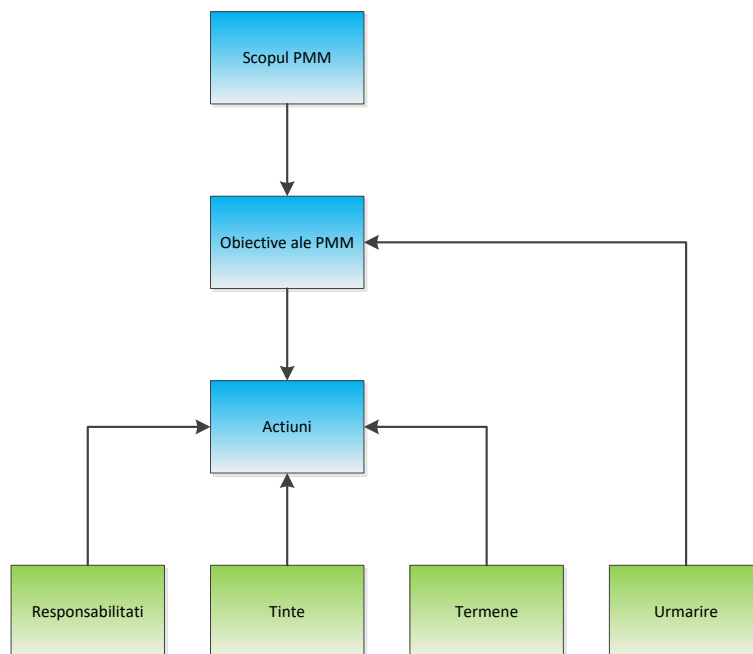 Scopul PMM
Obiective ale PMM
Actiuni
Responsabilitati
Tinte
Termene
Urmarire